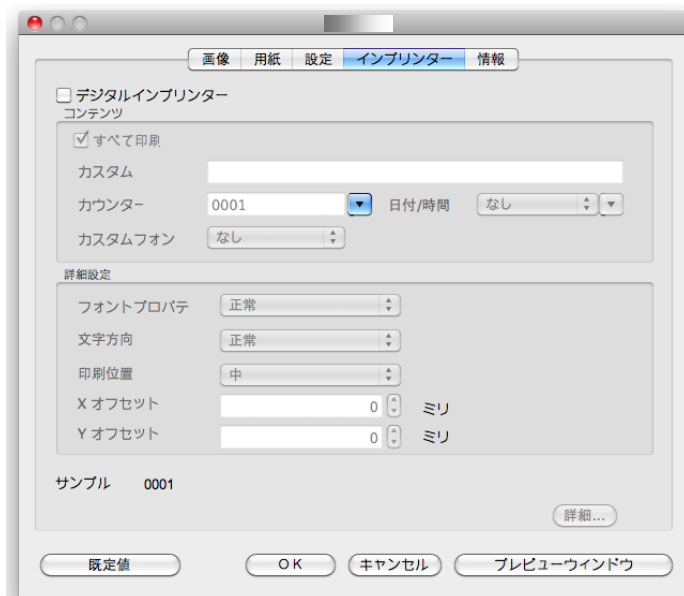 画像 用紙 設定 インプリンター 情報
デジタルインプリンター
コンテンツ
すべて印刷
カスタム
カウンター 0001 日付/時間 なし
カスタムフォン なし
詳細設定
フォントプロパテ 正常
文字方向 正常
印刷位置 中
X オフセット 0 ミリ
Y オフセット 0 ミリ
サンプル 0001
詳細...
既定値 OK キャンセル プレビューウィンドウ